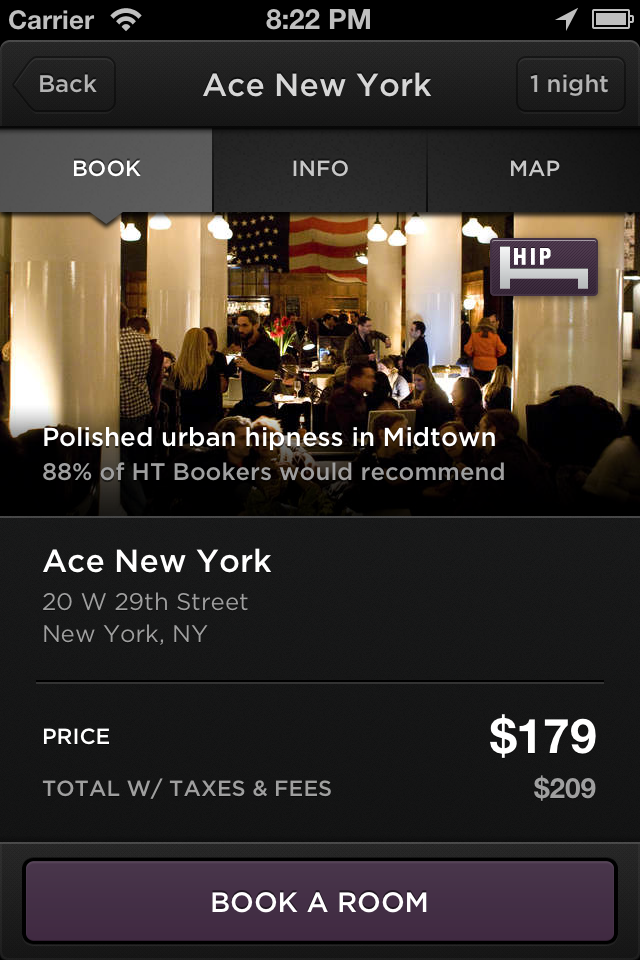 Carrier 8:22 PM
Back Ace New York 1 night
BOOK INFO MAP
HIP
Polished urban hipness in Midtown
88% of HT Bookers would recommend
Ace New York
20 W 29th Street
New York, NY
PRICE $179
TOTAL W/ TAXES & FEES $209
BOOK A ROOM